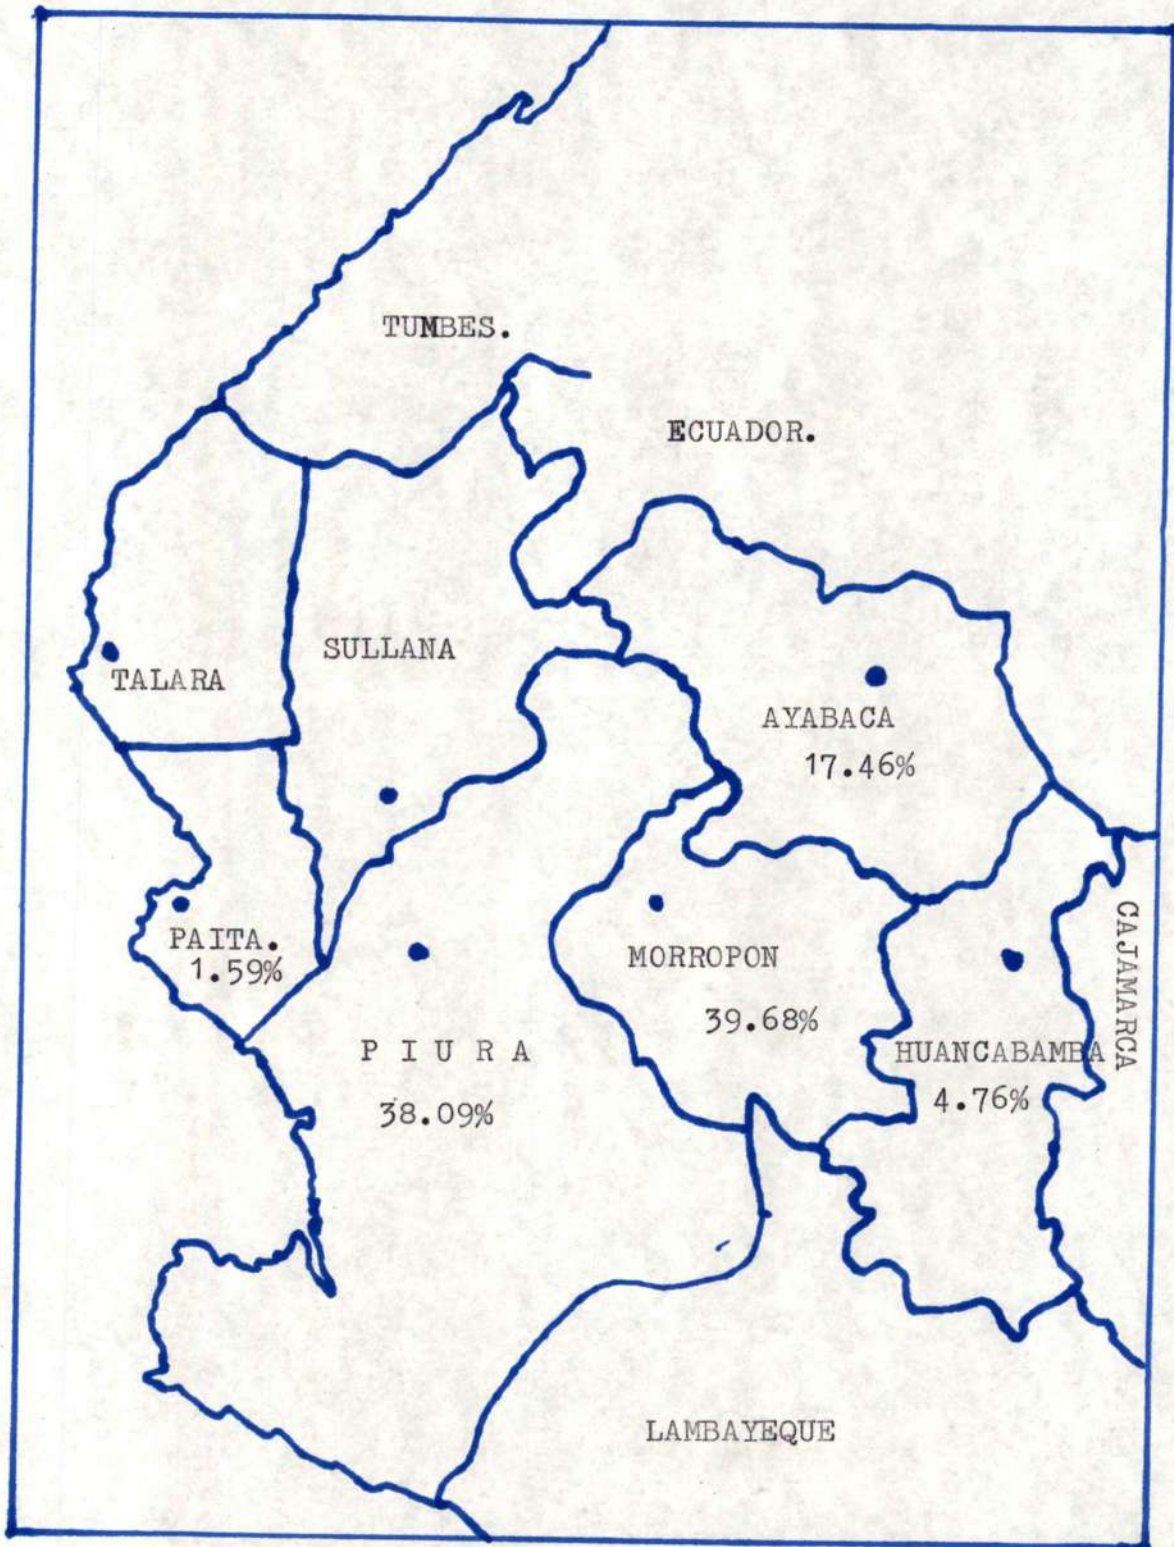 TUMBES.
ECUADOR.
SULLANA
TALARA
AYABACA
17.46%
PAITA.
1.59%
MORROPON
39.68%
CAJAMARCA
P I U R A
38.09%
HUANCABAMBA
4.76%
LAMBAYEQUE